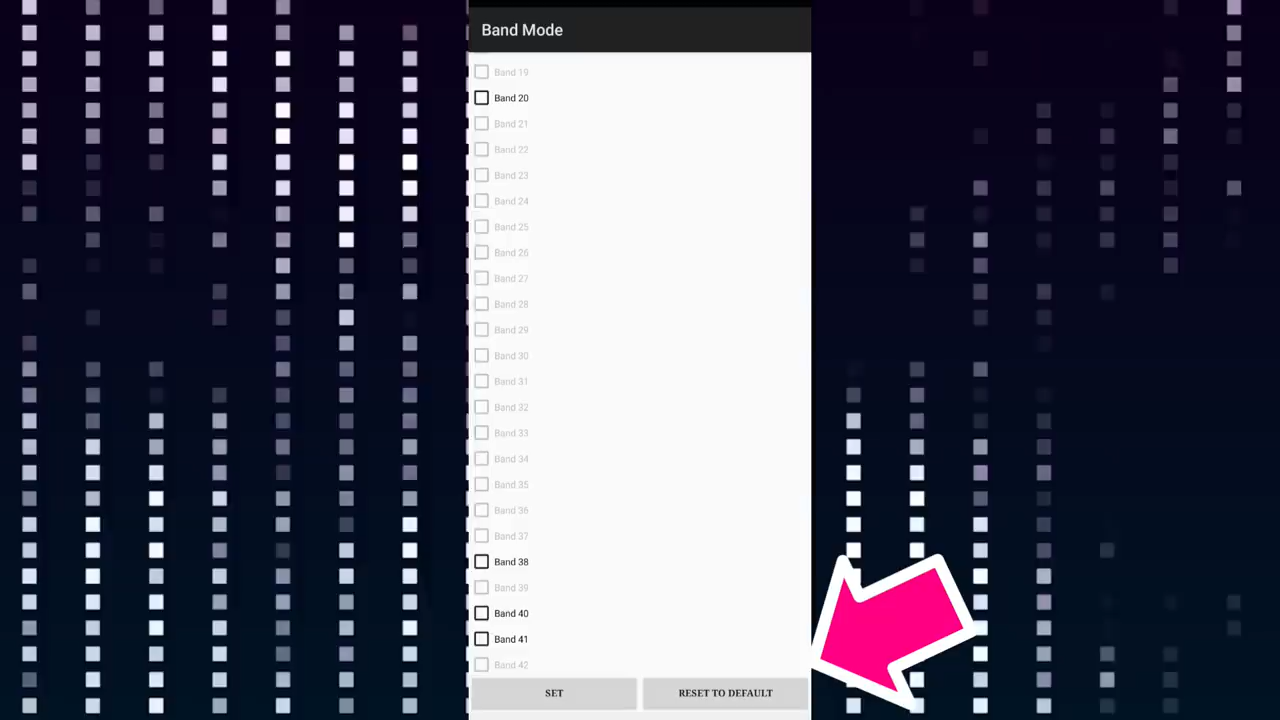 Band Mode
Band 19
Band 20
Band 21
Band 22
Band 23
Band 24
Band 25
Band 26
Band 27
Band 28
Band 29
Band 30
Band 31
Band 32
Band 33
Band 34
Band 35
Band 36
Band 37
Band 38
Band 39
Band 40
Band 41
Band 42
SET RESET TO DEFAULT